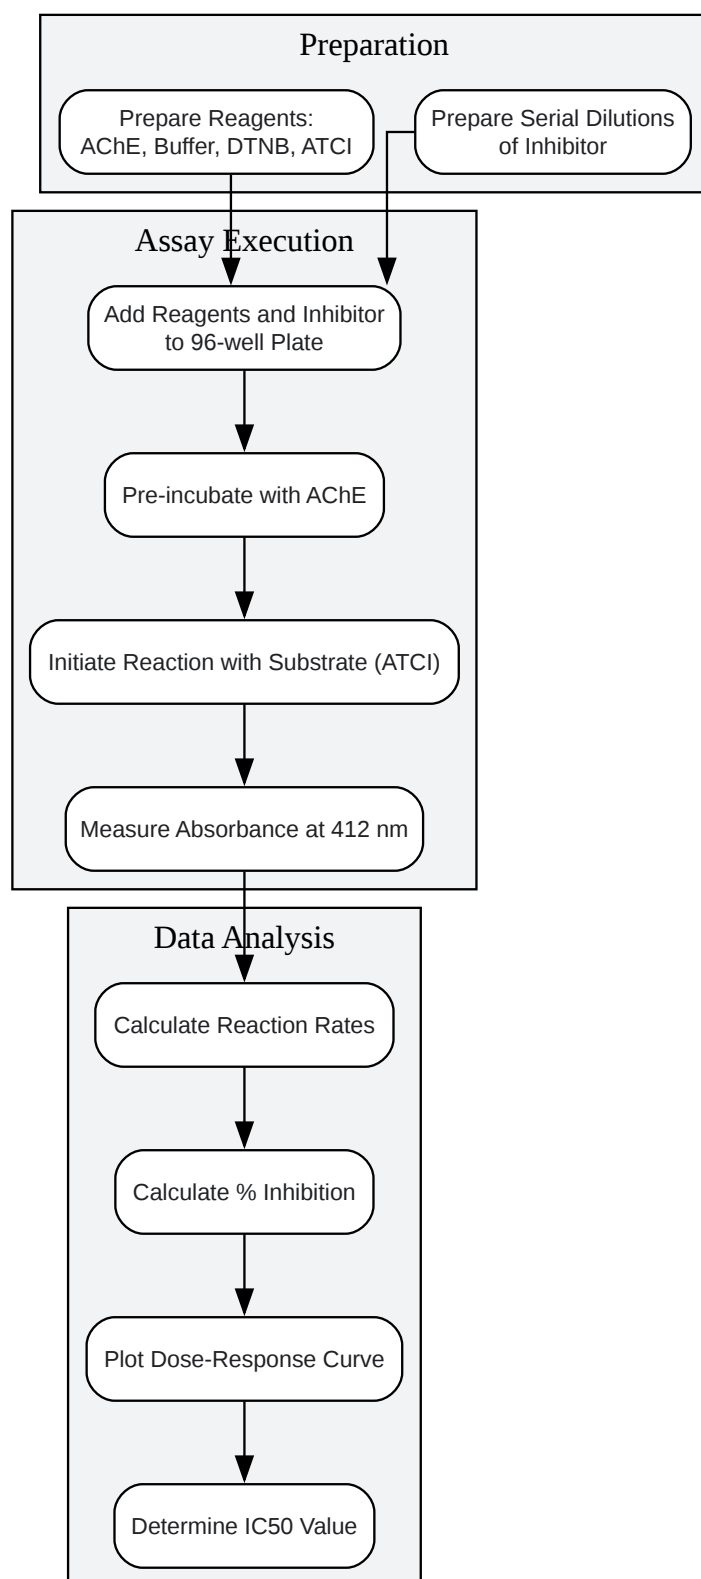 Preparation
Prepare Reagents:
AChE, Buffer, DTNB, ATCI
Prepare Serial Dilutions
of Inhibitor
Assay Execution
Add Reagents and Inhibitor
to 96-well Plate
Pre-incubate with AChE
Initiate Reaction with Substrate (ATCI)
Measure Absorbance at 412 nm
Data Analysis
Calculate Reaction Rates
Calculate % Inhibition
Plot Dose-Response Curve
Determine IC50 Value